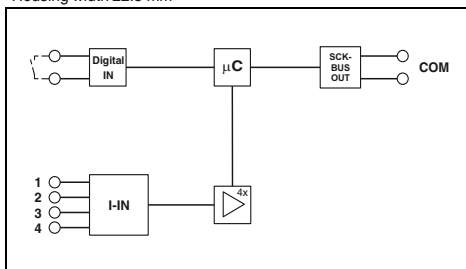 Housing width 22.5 mm
Digital
IN
μC
SCK-
BUS
OUT
COM
1
2
3
4
I-IN
4x